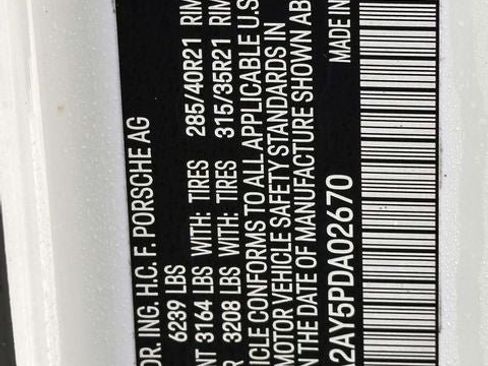 DR. ING. H.C. F. PORSCHE AG
6239 LBS
NT 3164 LBS WITH: TIRES 285/40R21 RIM
R 3208 LBS WITH: TIRES 315/35R21 RIM
ICLE CONFORMS TO ALL APPLICABLE U.S
MOTOR VEHICLE SAFETY STANDARDS IN
N THE DATE OF MANUFACTURE SHOWN AB
A2AY5PDA02670 MADE IN